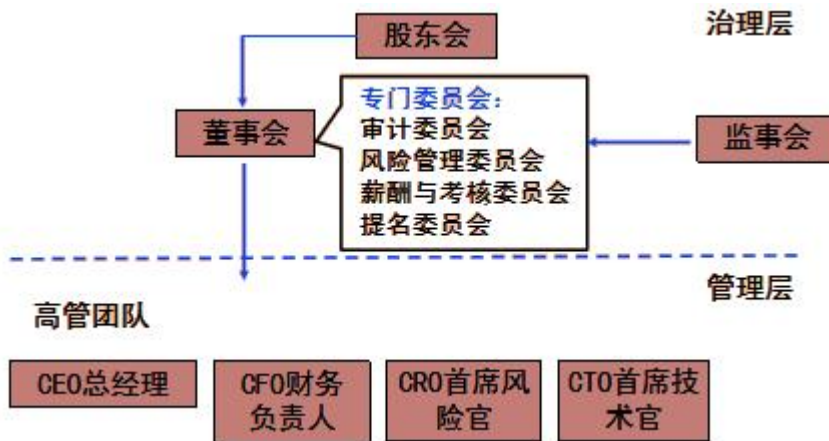 股东会
治理层
董事会
专门委员会:
审计委员会
风险管理委员会
薪酬与考核委员会
提名委员会
监事会
管理层
高管团队
CEO总经理
CFO财务
负责人
CRO首席风
险官
CTO首席技
术官